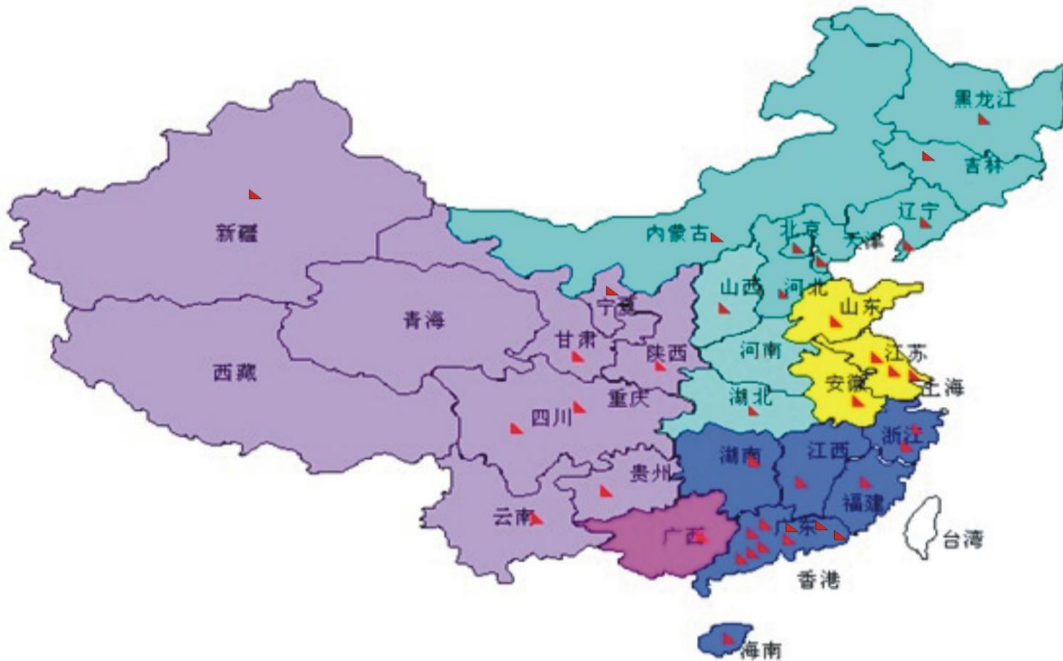 黑龙江
吉林
辽宁
内蒙古
北京
天津
新疆
山西
河北
宁夏
山东
青海
甘肃
陕西
河南
江苏
西藏
安徽
上海
重庆
湖北
四川
浙江
湖南
江西
贵州
福建
云南
广西
广东
台湾
香港
海南